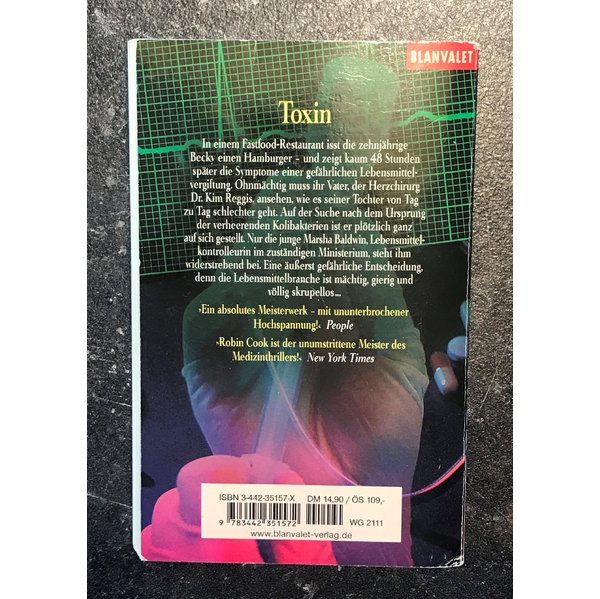 BLANVALET
Toxin
In einem Fastfood-Restaurant isst die zehnjährige
Becky einen Hamburger – und zeigt kaum 48 Stunden
später die Symptome einer gefährlichen Lebensmittel-
vergiftung. Ohnmächtig muss ihr Vater, der Herzchirurg
Dr. Kim Reggis, ansehen, wie es seiner Tochter von Tag
zu Tag schlechter geht. Auf der Suche nach dem Ursprung
der verheerenden Kolibakterien ist er plötzlich ganz
auf sich gestellt. Nur die junge Marsha Baldwin, Lebensmittel-
kontrolleurin im zuständigen Ministerium, steht ihm
widerstrebend bei. Eine äußerst gefährliche Entscheidung,
denn die Lebensmittelbranche ist mächtig, gierig und
völlig skrupellos...
›Ein absolutes Meisterwerk – mit ununterbrochener
Hochspannung!‹ People
›Robin Cook ist der unumstrittene Meister des
Medizinthrillers!‹ New York Times
ISBN 3-442-35157-X DM 14,90 / ÖS 109,-
9 783442 351572 WG 2111
www.blanvalet-verlag.de